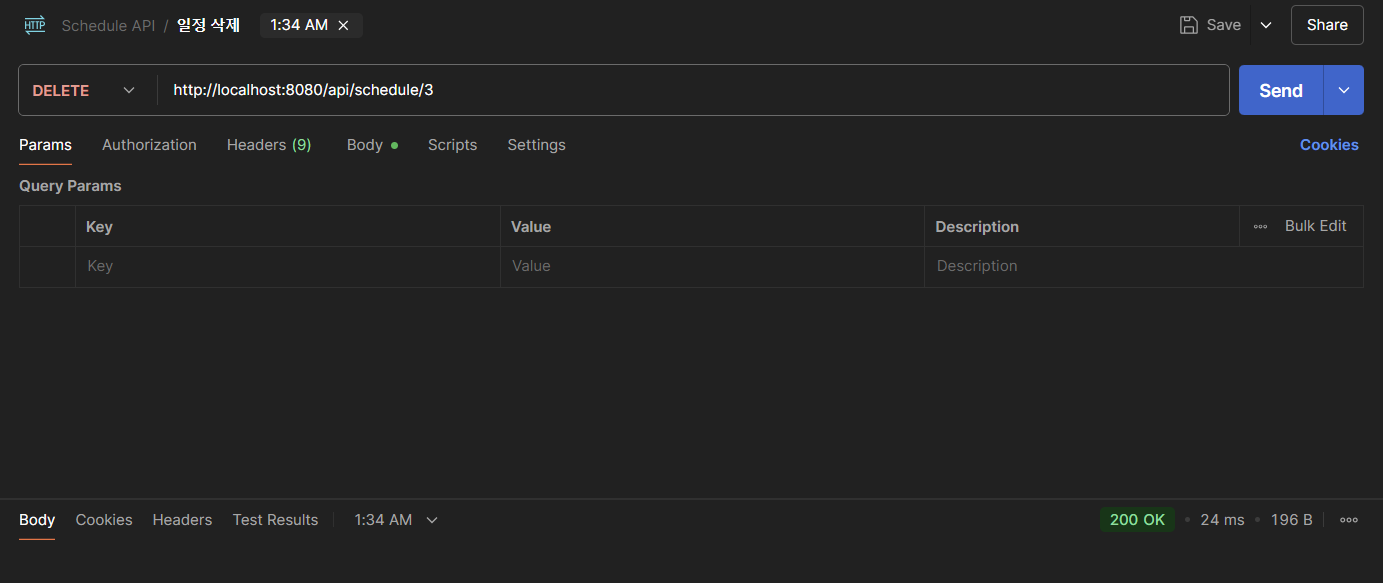 HTTP Schedule API / 일정 삭제 1:34 AM Save Share
DELETE http://localhost:8080/api/schedule/3 Send
Params Authorization Headers (9) Body Scripts Settings Cookies
Query Params
Key Value Description Bulk Edit
Key Value Description
Body Cookies Headers Test Results 1:34 AM 200 OK 24 ms 196 B